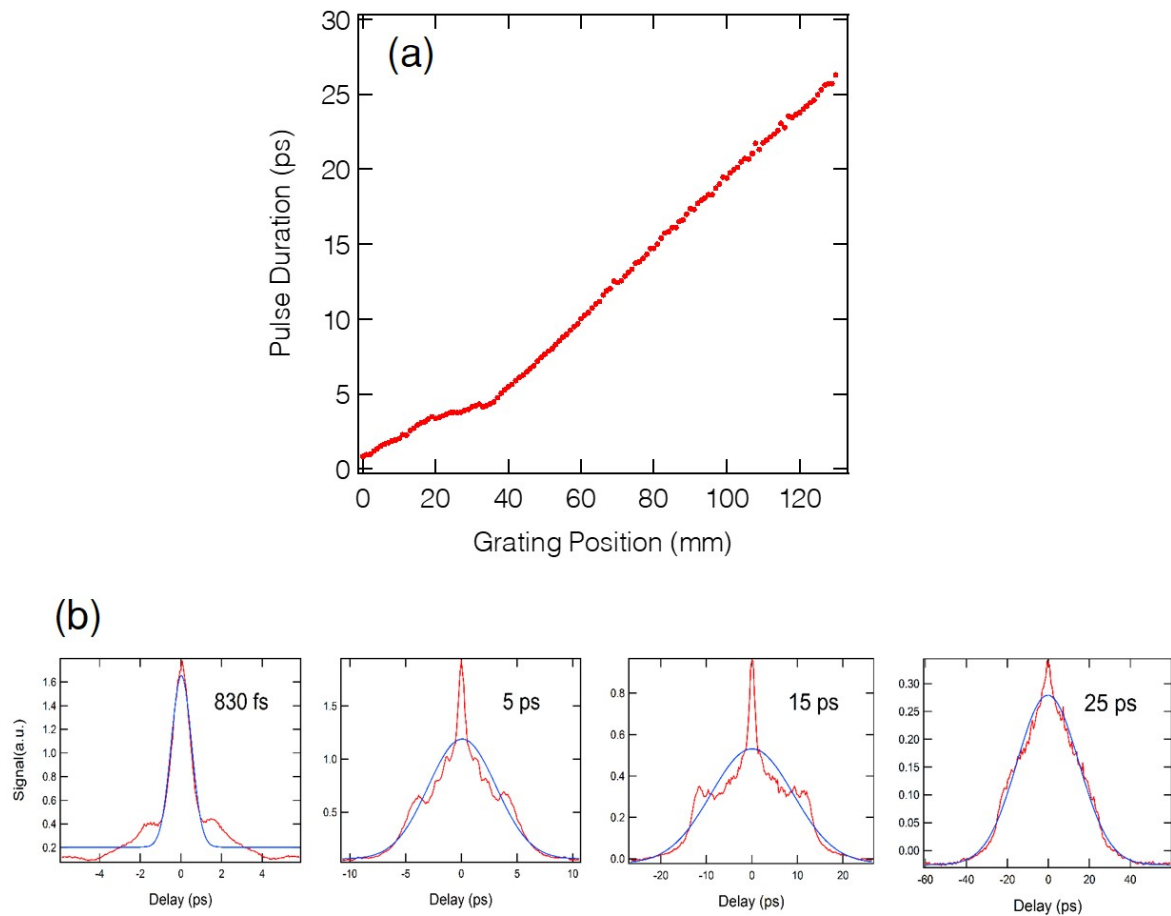 (a)
30
25
20
15
10
5
0
Pulse Duration (ps)
0 20 40 60 80 100 120
Grating Position (mm)
(b)
830 fs
1.6
1.4
1.2
1.0
0.8
0.6
0.4
0.2
Signal(a.u.)
-4 -2 0 2 4
Delay (ps)
5 ps
1.5
1.0
0.5
-10 -5 0 5 10
Delay (ps)
15 ps
0.8
0.6
0.4
0.2
0.0
-20 -10 0 10 20
Delay (ps)
25 ps
0.30
0.25
0.20
0.15
0.10
0.05
0.00
-60 -40 -20 0 20 40
Delay (ps)